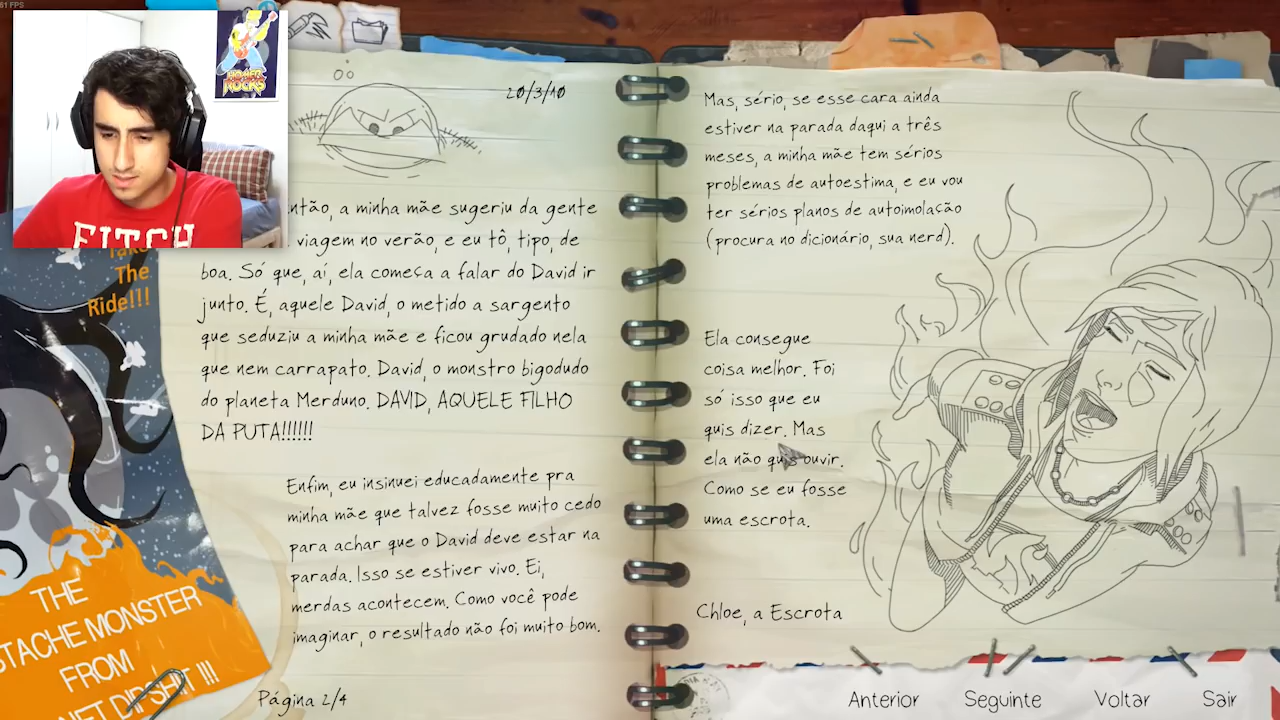 61 FPS
HOMER
ROCKS
FITCH
Take
The
Ride!!!
THE
STACHE MONSTER
FROM
NET DIPSHIT !!!
20/3/10
ntão, a minha mãe sugeriu da gente
viagem no verão, e eu tô, tipo, de
boa. Só que, aí, ela começa a falar do David ir
junto. É, aquele David, o metido a sargento
que seduziu a minha mãe e ficou grudado nela
que nem carrapato. David, o monstro bigodudo
do planeta Merduno. DAVID, AQUELE FILHO
DA PUTA!!!!!!
Enfim, eu insinuei educadamente pra
minha mãe que talvez fosse muito cedo
para achar que o David deve estar na
parada. Isso se estiver vivo. Ei,
merdas acontecem. Como você pode
imaginar, o resultado não foi muito bom.
Página 2/4
Mas, sério, se esse cara ainda
estiver na parada daqui a três
meses, a minha mãe tem sérios
problemas de autoestima, e eu vou
ter sérios planos de autoimolação
(procura no dicionário, sua nerd).
Ela consegue
coisa melhor. Foi
só isso que eu
quis dizer. Mas
ela não quis ouvir.
Como se eu fosse
uma escrota.
Chloe, a Escrota
Anterior Seguinte Voltar Sair